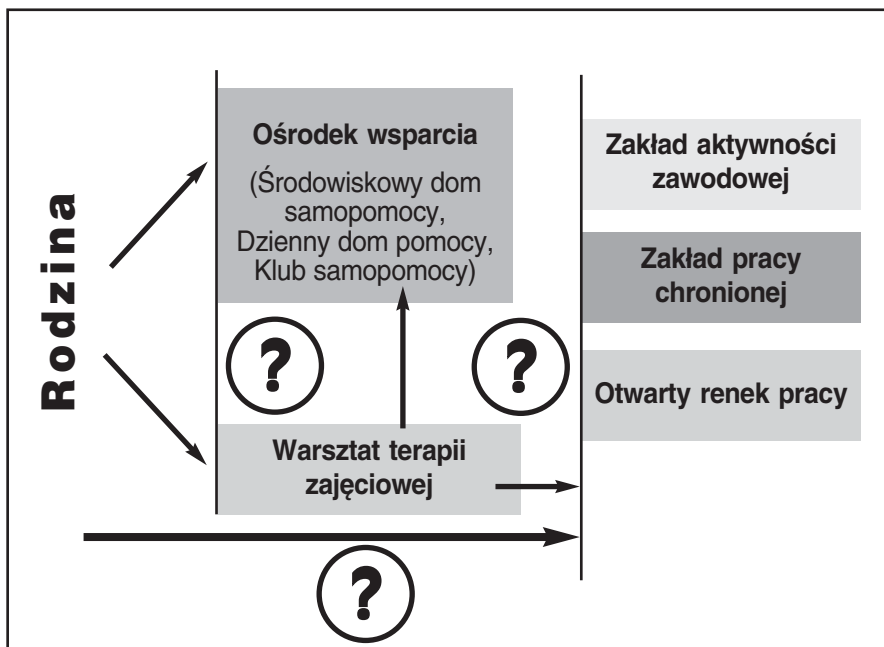 Rodzina
Ośrodek wsparcia
(Środowiskowy dom
samopomocy,
Dzienny dom pomocy,
Klub samopomocy)
?
Warsztat terapii
zajęciowej
?
?
Zakład aktywności
zawodowej
Zakład pracy
chronionej
Otwarty renek pracy